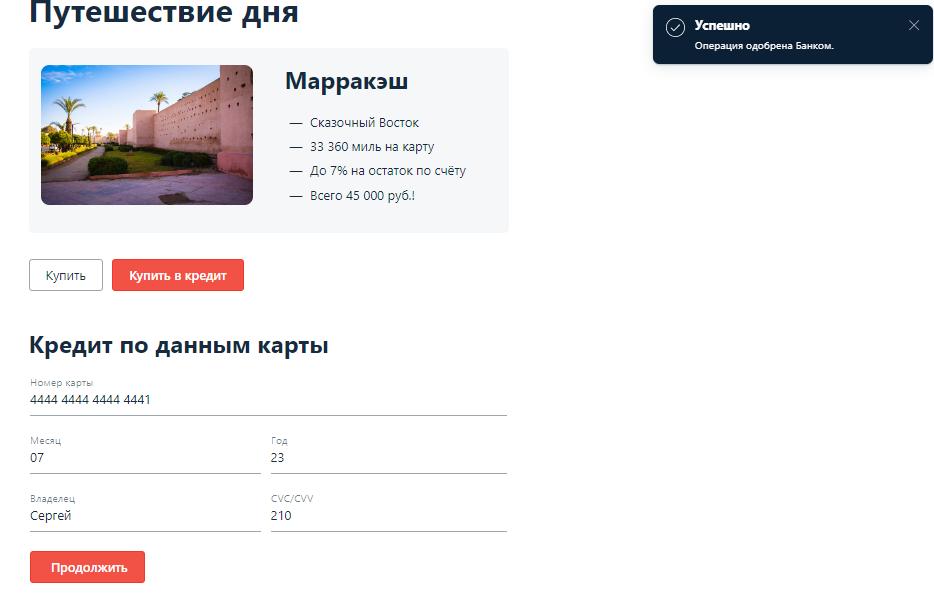 Путешествие дня
Успешно
Операция одобрена Банком.
Марракэш
— Сказочный Восток
— 33 360 миль на карту
— До 7% на остаток по счёту
— Всего 45 000 руб.!
Купить
Купить в кредит
Кредит по данным карты
Номер карты
4444 4444 4444 4441
Месяц
Год
07
23
Владелец
CVC/CVV
Сергей
210
Продолжить